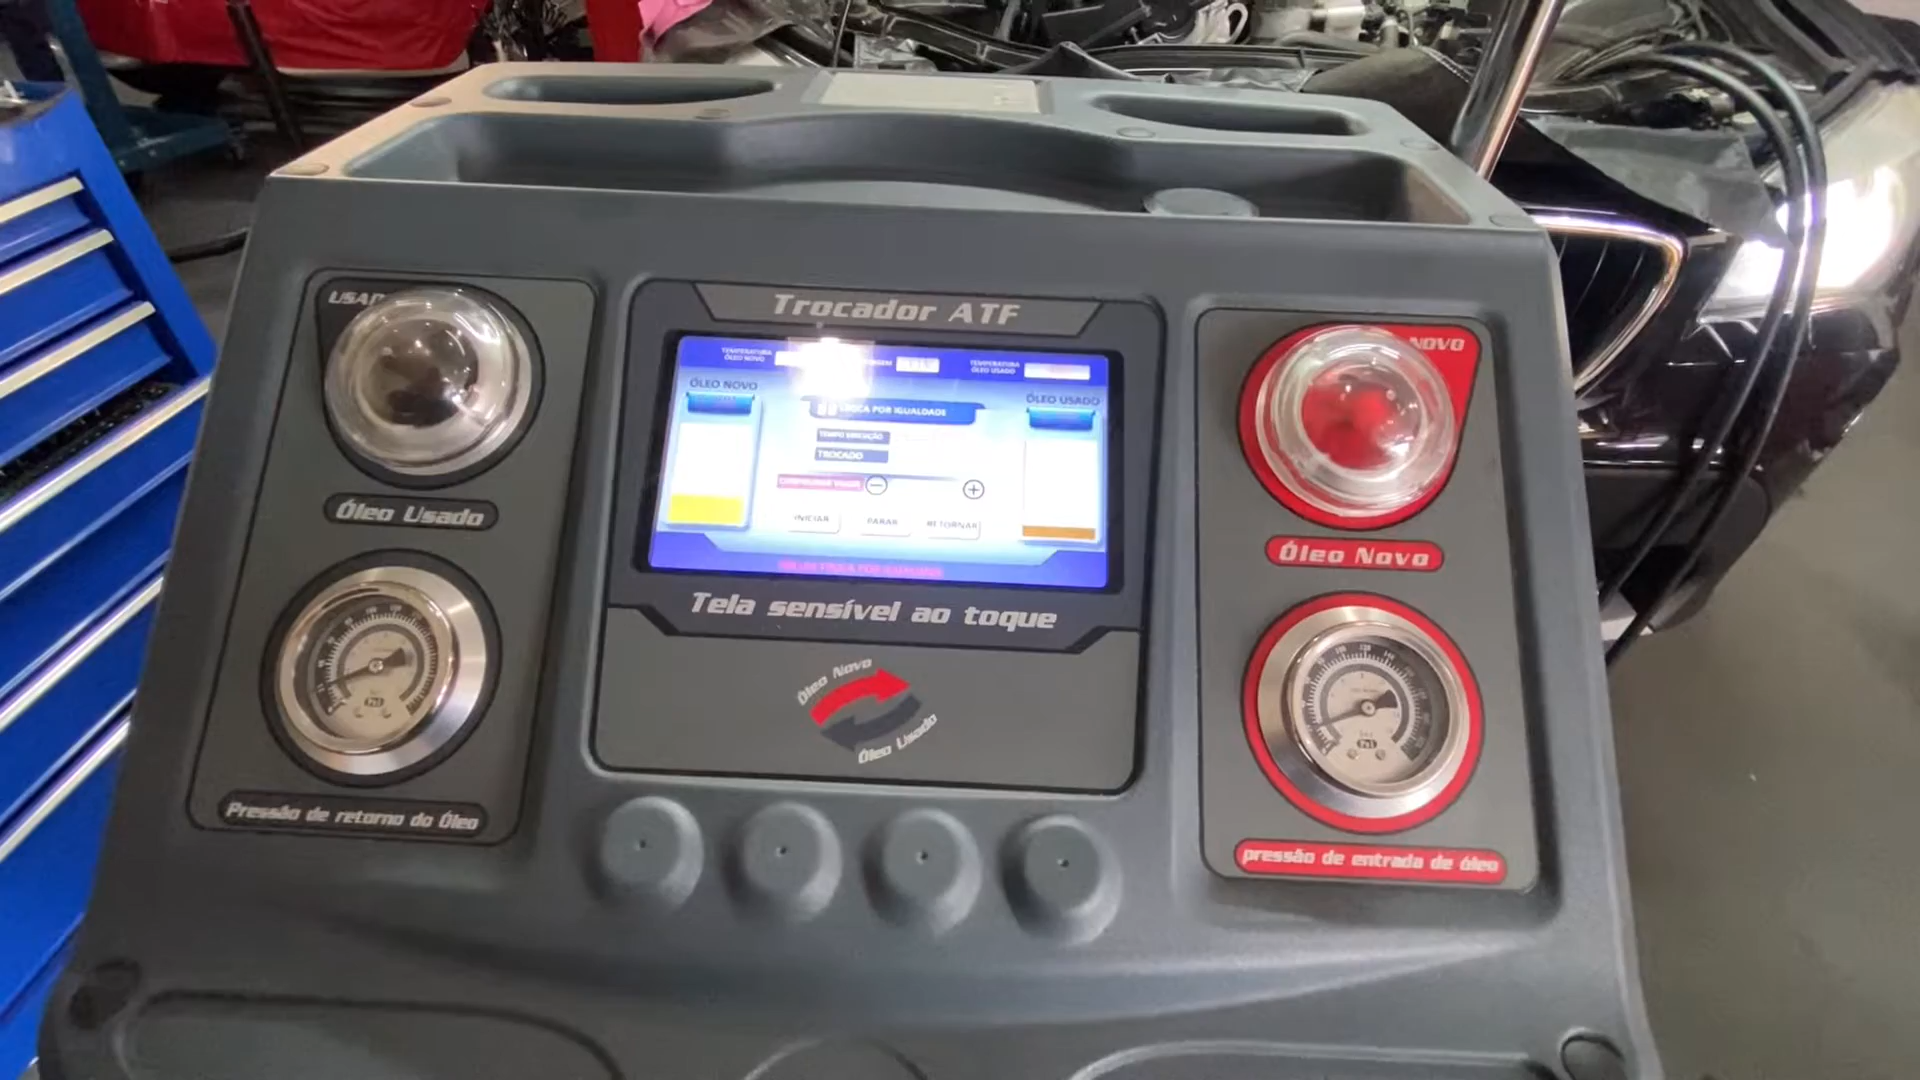 USAD
Óleo Usado
Pressão de retorno do Óleo
Trocador ATF
TEMPERATURA
ÓLEO NOVO
TEMPERATURA
ÓLEO USADO
ÓLEO NOVO
ÓLEO USADO
TROCA POR IGUALDADE
TEMPO EXECUÇÃO
TROCADO
INICIAR
PARAR
RETORNAR
Tela sensível ao toque
Óleo Novo
Óleo Usado
NOVO
Óleo Novo
pressão de entrada de óleo